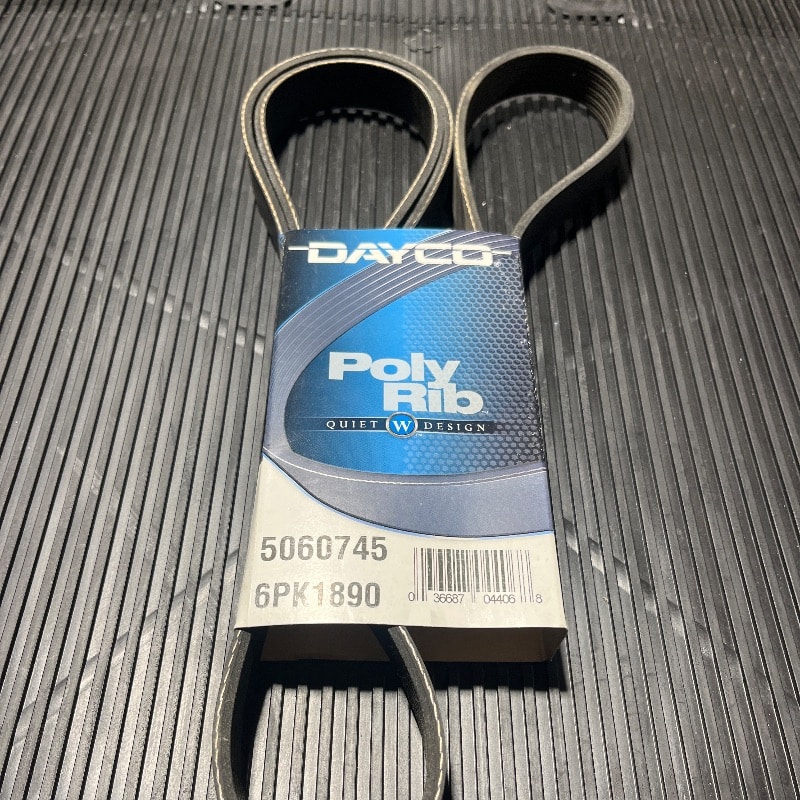 DAYCO
Poly
Rib
QUIET W DESIGN
5060745
6PK1890
0 36687 04406 8